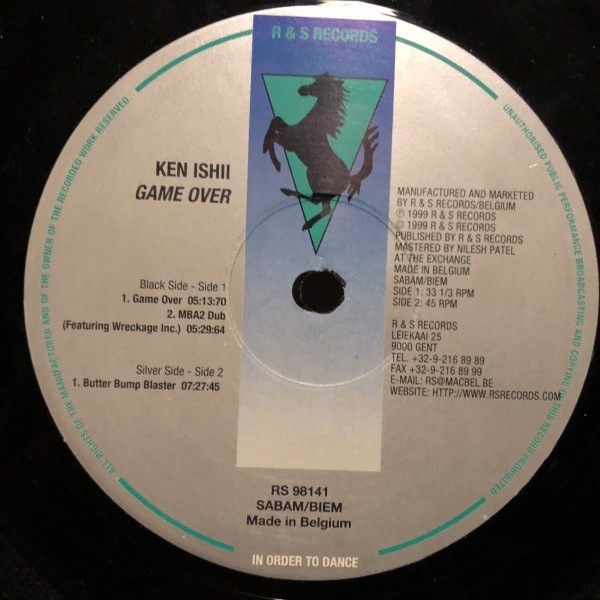 R & S RECORDS
KEN ISHII
GAME OVER
Black Side - Side 1
1. Game Over 05:13:70
2. MBA2 Dub
(Featuring Wreckage Inc.) 05:29:64
Silver Side - Side 2
1. Butter Bump Blaster 07:27:45
MANUFACTURED AND MARKETED
BY R & S RECORDS/BELGIUM
℗ 1999 R & S RECORDS
© 1999 R & S RECORDS
PUBLISHED BY R & S RECORDS
MASTERED BY NILESH PATEL
AT THE EXCHANGE
MADE IN BELGIUM
SABAM/BIEM
SIDE 1: 33 1/3 RPM
SIDE 2: 45 RPM
R & S RECORDS
LEIEKAAI 25
9000 GENT
TEL. +32-9-216 89 89
FAX +32-9-216 89 99
E-MAIL: RS@MACBEL.BE
WEBSITE: HTTP://WWW.RSRECORDS.COM
RS 98141
SABAM/BIEM
Made in Belgium
IN ORDER TO DANCE
ALL RIGHTS OF THE MANUFACTURER AND OF THE OWNER OF THE RECORDED WORK RESERVED
UNAUTHORISED PUBLIC PERFORMANCE BROADCASTING AND COPYING OF THIS RECORD PROHIBITED